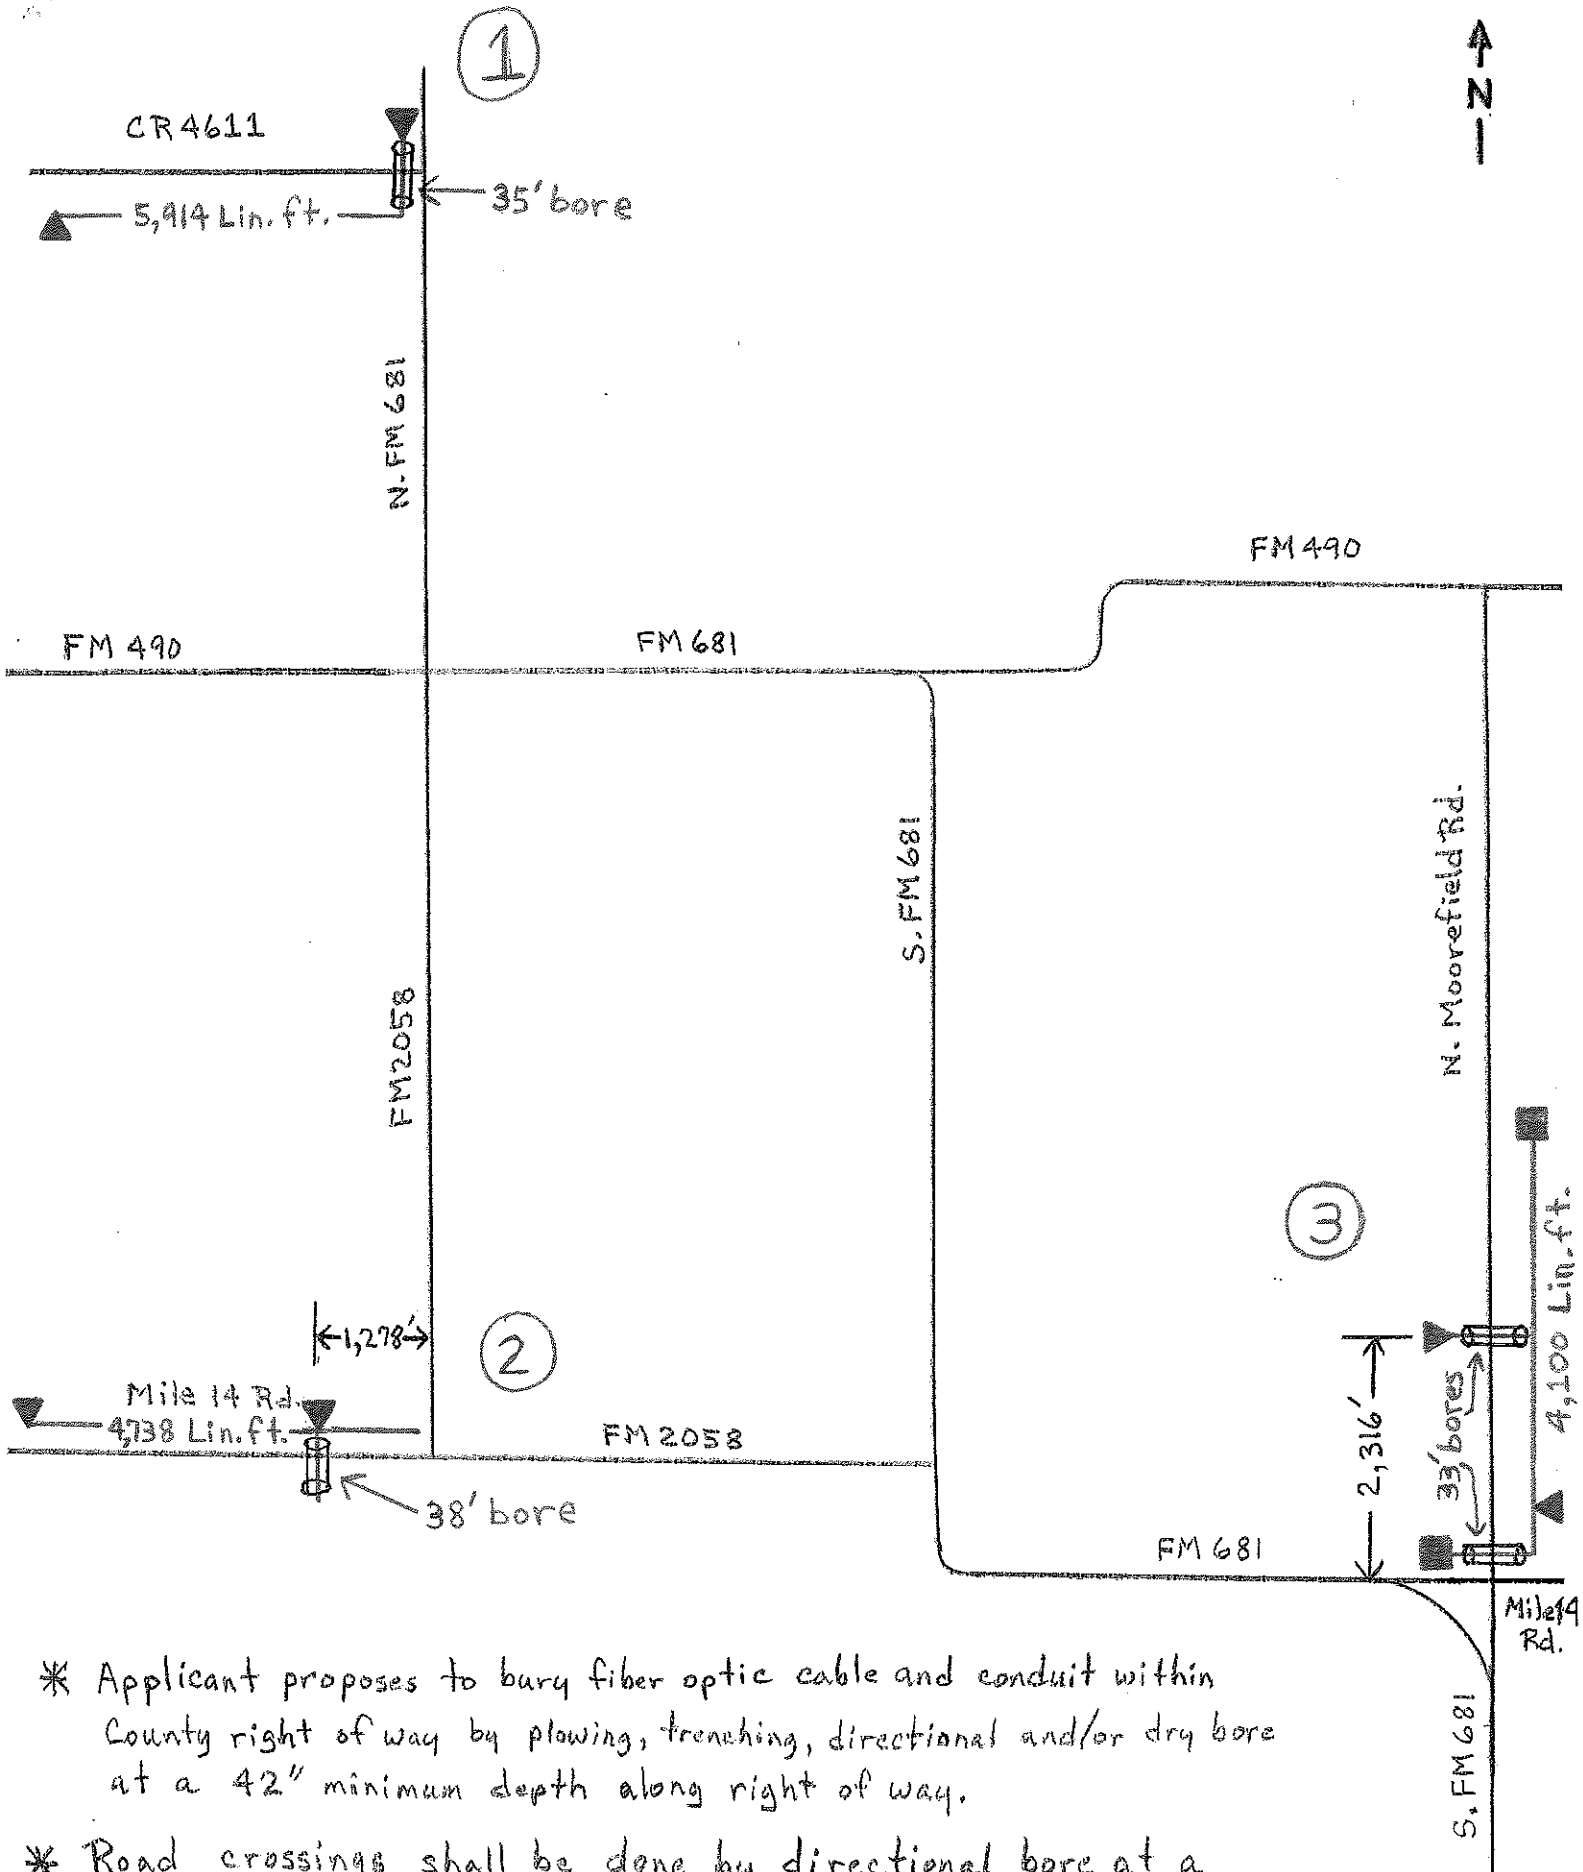 1
N
CR 4611
35' bore
5,914 Lin. ft.
N. FM 681
FM 490
FM 490
FM 681
N. Moorefield Rd.
S. FM 681
FM 2058
3
4,100 Lin. ft.
1,278'
2
2,316'
33' bores
Mile 14 Rd.
4,738 Lin. ft.
FM 2058
38' bore
FM 681
Mile 14
Rd.
* Applicant proposes to bury fiber optic cable and conduit within
County right of way by plowing, trenching, directional and/or dry bore
at a 42" minimum depth along right of way.
S. FM 681
* Road crossings shall be done by directional bore at a